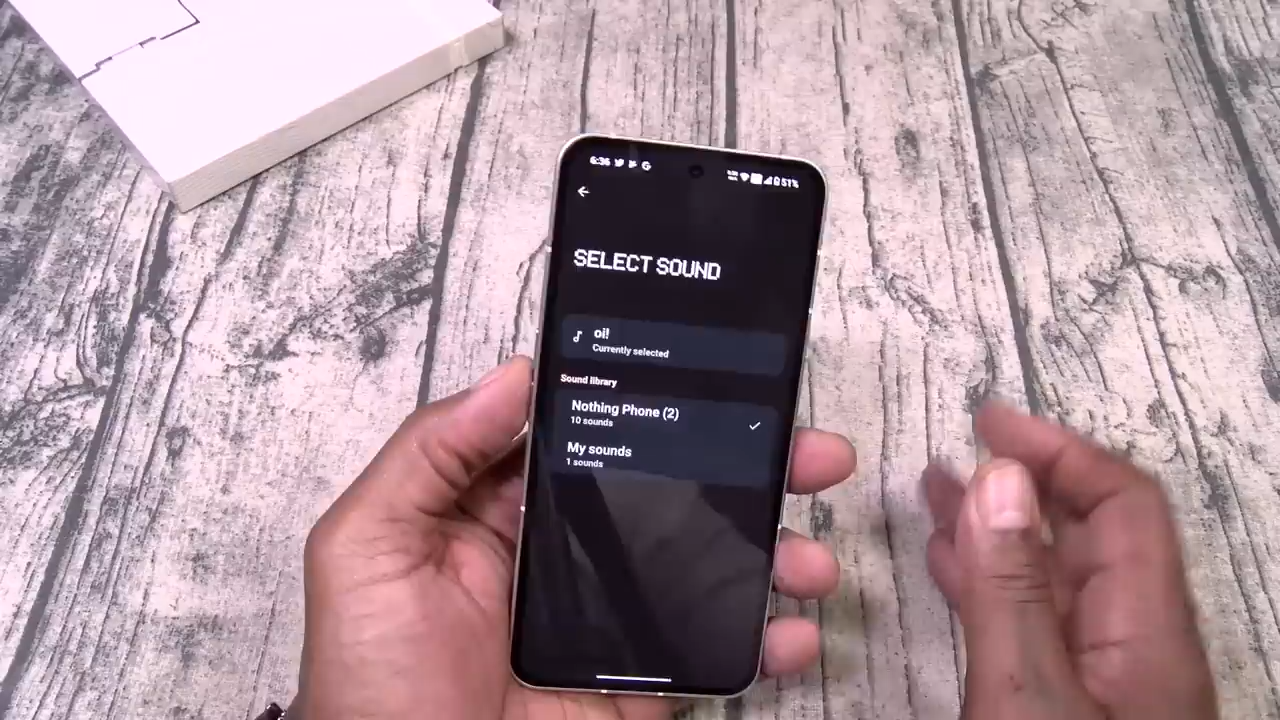 6:36
51%
SELECT SOUND
oi!
Currently selected
Sound library
Nothing Phone (2)
10 sounds
My sounds
1 sounds